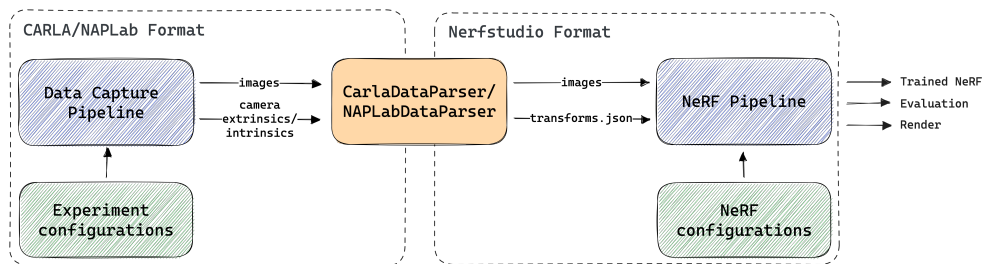 CARLA/NAPLab Format
Data Capture
Pipeline
images
camera
extrinsics/
intrinsics
Experiment
configurations
CarlaDataParser/
NAPLabDataParser
Nerfstudio Format
images
transforms.json
NeRF Pipeline
NeRF
configurations
Trained NeRF
Evaluation
Render